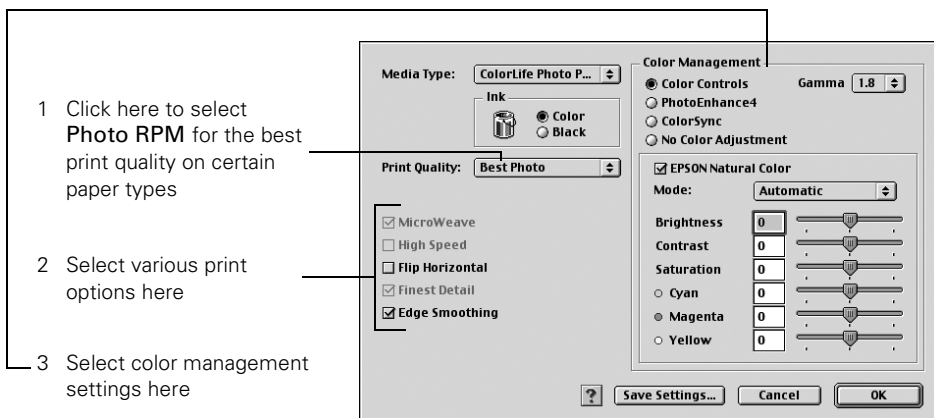 1 Click here to select
Photo RPM for the best
print quality on certain
paper types
2 Select various print
options here
3 Select color management
settings here
Media Type: ColorLife Photo P...
Ink
Color
Black
Print Quality: Best Photo
MicroWeave
High Speed
Flip Horizontal
Finest Detail
Edge Smoothing
Color Management
Color Controls Gamma 1.8
PhotoEnhance4
ColorSync
No Color Adjustment
EPSON Natural Color
Mode: Automatic
Brightness 0
Contrast 0
Saturation 0
Cyan 0
Magenta 0
Yellow 0
? Save Settings... Cancel OK